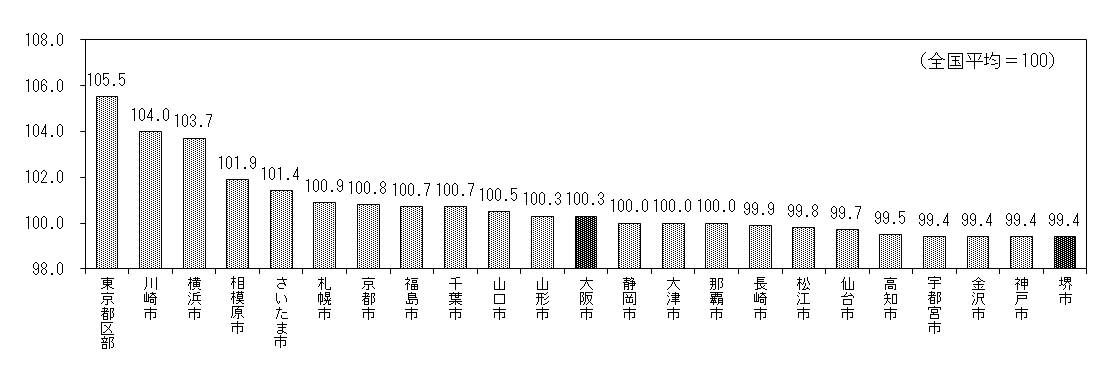 108.0
106.0
104.0
102.0
100.0
98.0
（全国平均＝100）
105.5
104.0
103.7
101.9
101.4
100.9
100.8
100.7
100.7
100.5
100.3
100.3
100.0
100.0
100.0
99.9
99.8
99.7
99.5
99.4
99.4
99.4
99.4
東京都区部
川崎市
横浜市
相模原市
さいたま市
札幌市
京都市
福島市
千葉市
山口市
山形市
大阪市
静岡市
大津市
那覇市
長崎市
松江市
仙台市
高知市
宇都宮市
金沢市
神戸市
堺市